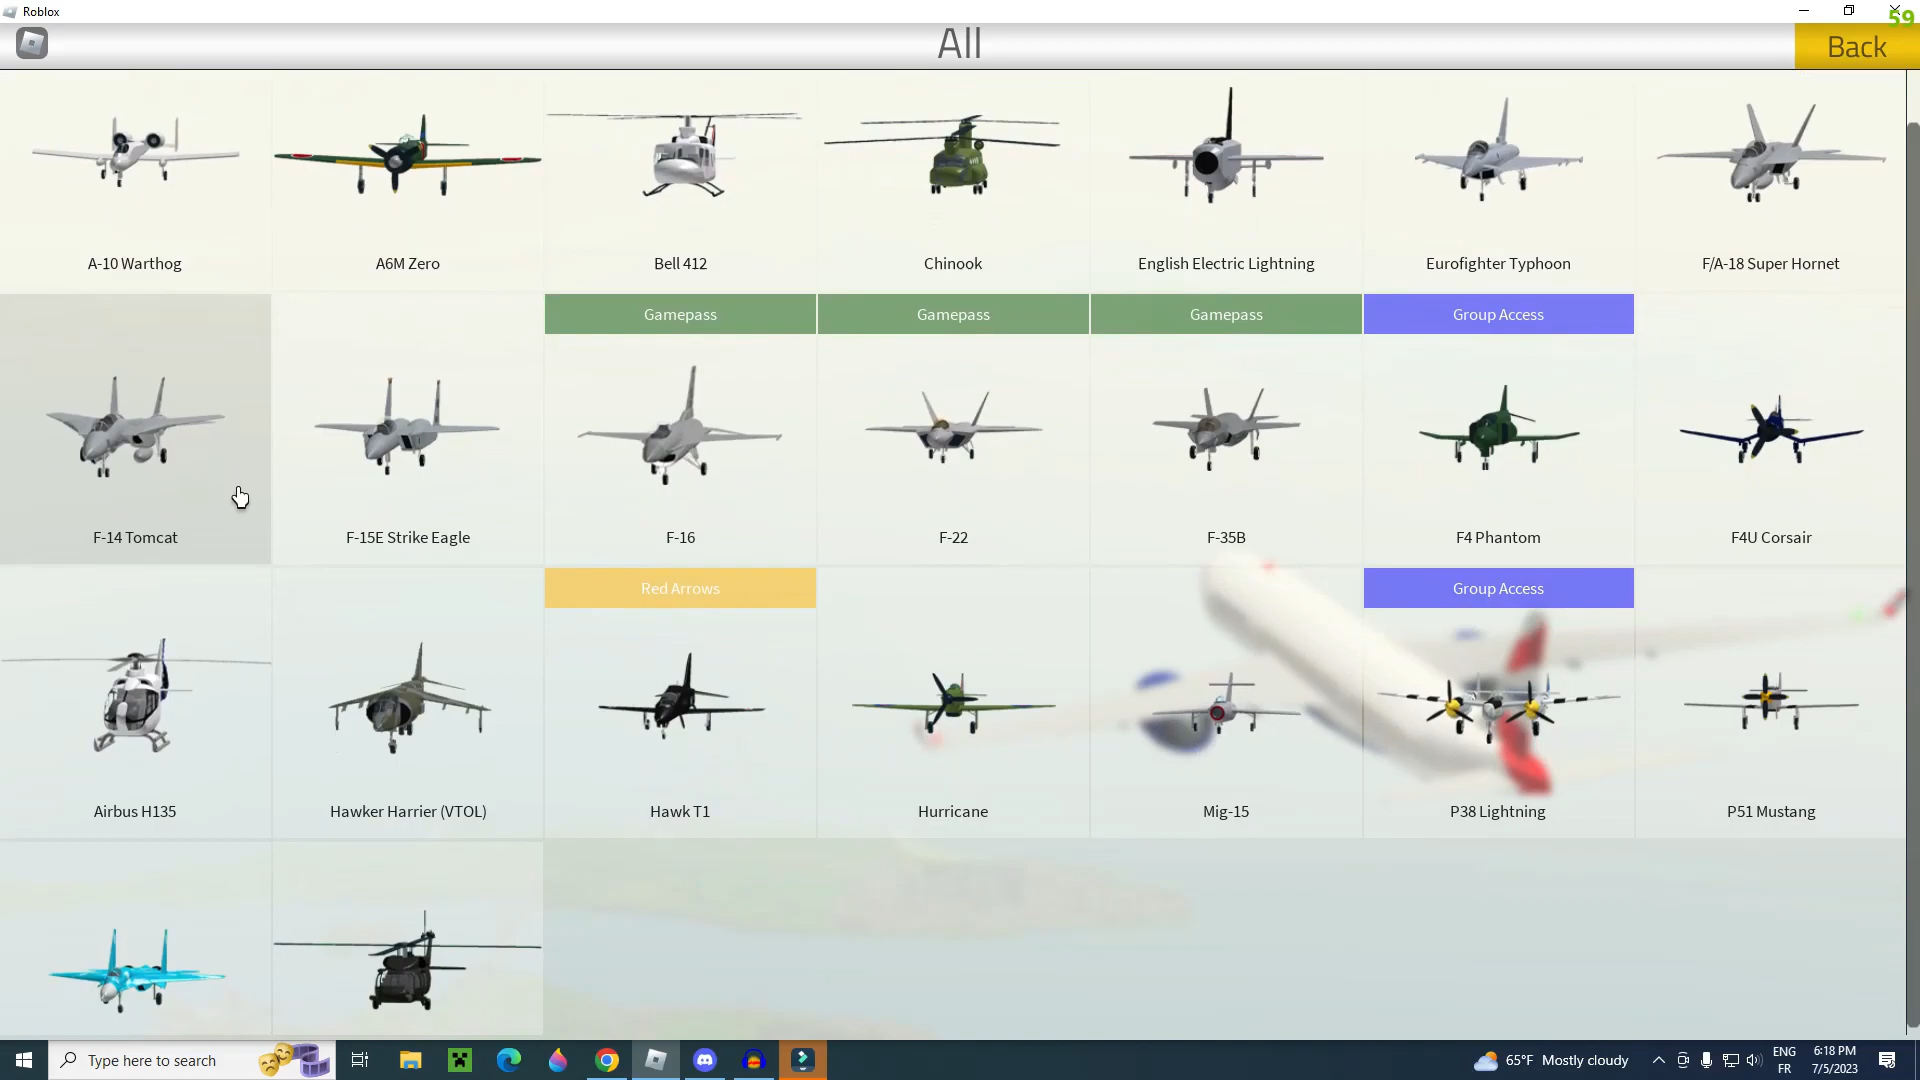 Roblox
59
All
Back
A-10 Warthog
A6M Zero
Bell 412
Chinook
English Electric Lightning
Eurofighter Typhoon
F/A-18 Super Hornet
Gamepass
Gamepass
Gamepass
Group Access
F-14 Tomcat
F-15E Strike Eagle
F-16
F-22
F-35B
F4 Phantom
F4U Corsair
Red Arrows
Group Access
Airbus H135
Hawker Harrier (VTOL)
Hawk T1
Hurricane
Mig-15
P38 Lightning
P51 Mustang
Type here to search
65°F Mostly cloudy
ENG
FR
6:18 PM
7/5/2023